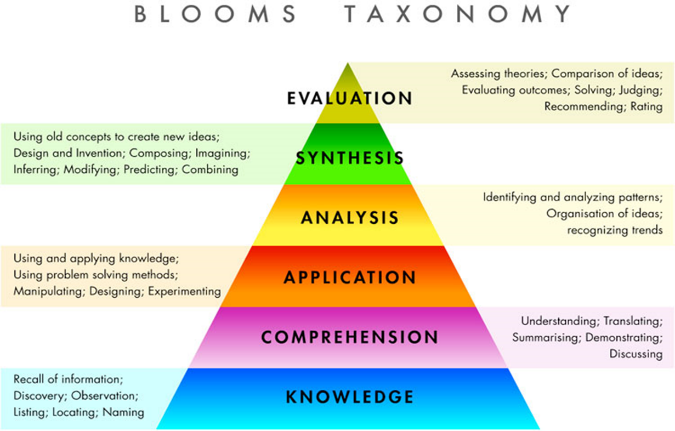 BLOOMS TAXONOMY
EVALUATION
Assessing theories; Comparison of ideas;
Evaluating outcomes; Solving; Judging;
Recommending; Rating
Using old concepts to create new ideas;
Design and Invention; Composing; Imagining;
Inferring; Modifying; Predicting; Combining
SYNTHESIS
ANALYSIS
Identifying and analyzing patterns;
Organisation of ideas;
recognizing trends
Using and applying knowledge;
Using problem solving methods;
Manipulating; Designing; Experimenting
APPLICATION
COMPREHENSION
Understanding; Translating;
Summarising; Demonstrating;
Discussing
Recall of information;
Discovery; Observation;
Listing; Locating; Naming
KNOWLEDGE